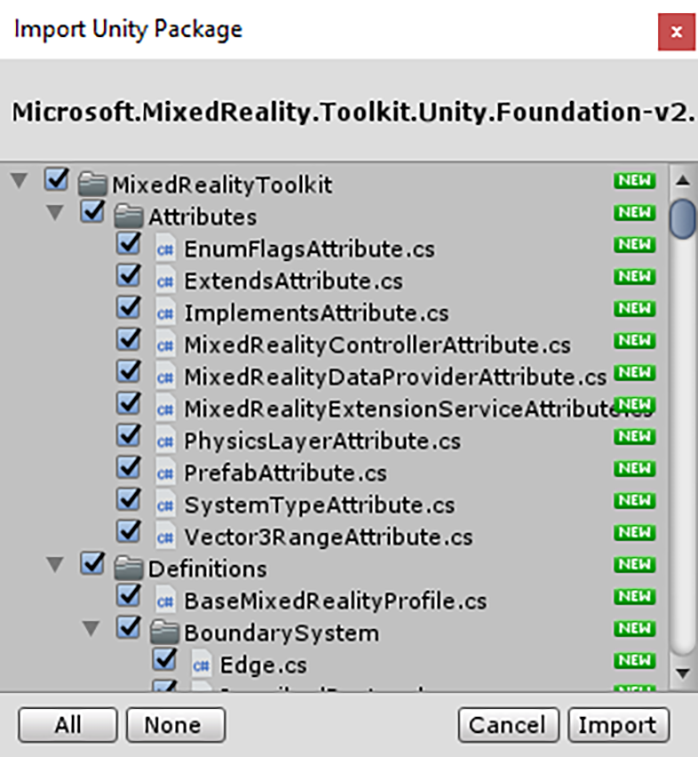 Import Unity Package
x
Microsoft.MixedReality.Toolkit.Unity.Foundation-v2.
MixedRealityToolkit NEW
Attributes NEW
c# EnumFlagsAttribute.cs NEW
c# ExtendsAttribute.cs NEW
c# ImplementsAttribute.cs NEW
c# MixedRealityControllerAttribute.cs NEW
c# MixedRealityDataProviderAttribute.cs NEW
c# MixedRealityExtensionServiceAttribute.cs NEW
c# PhysicsLayerAttribute.cs NEW
c# PrefabAttribute.cs NEW
c# SystemTypeAttribute.cs NEW
c# Vector3RangeAttribute.cs NEW
Definitions NEW
c# BaseMixedRealityProfile.cs NEW
BoundarySystem NEW
c# Edge.cs NEW
All None Cancel Import